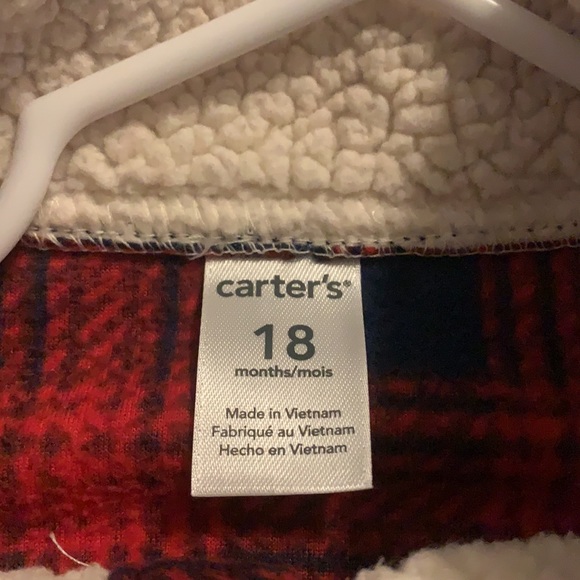 carter's®
18
months/mois
Made in Vietnam
Fabriqué au Vietnam
Hecho en Vietnam